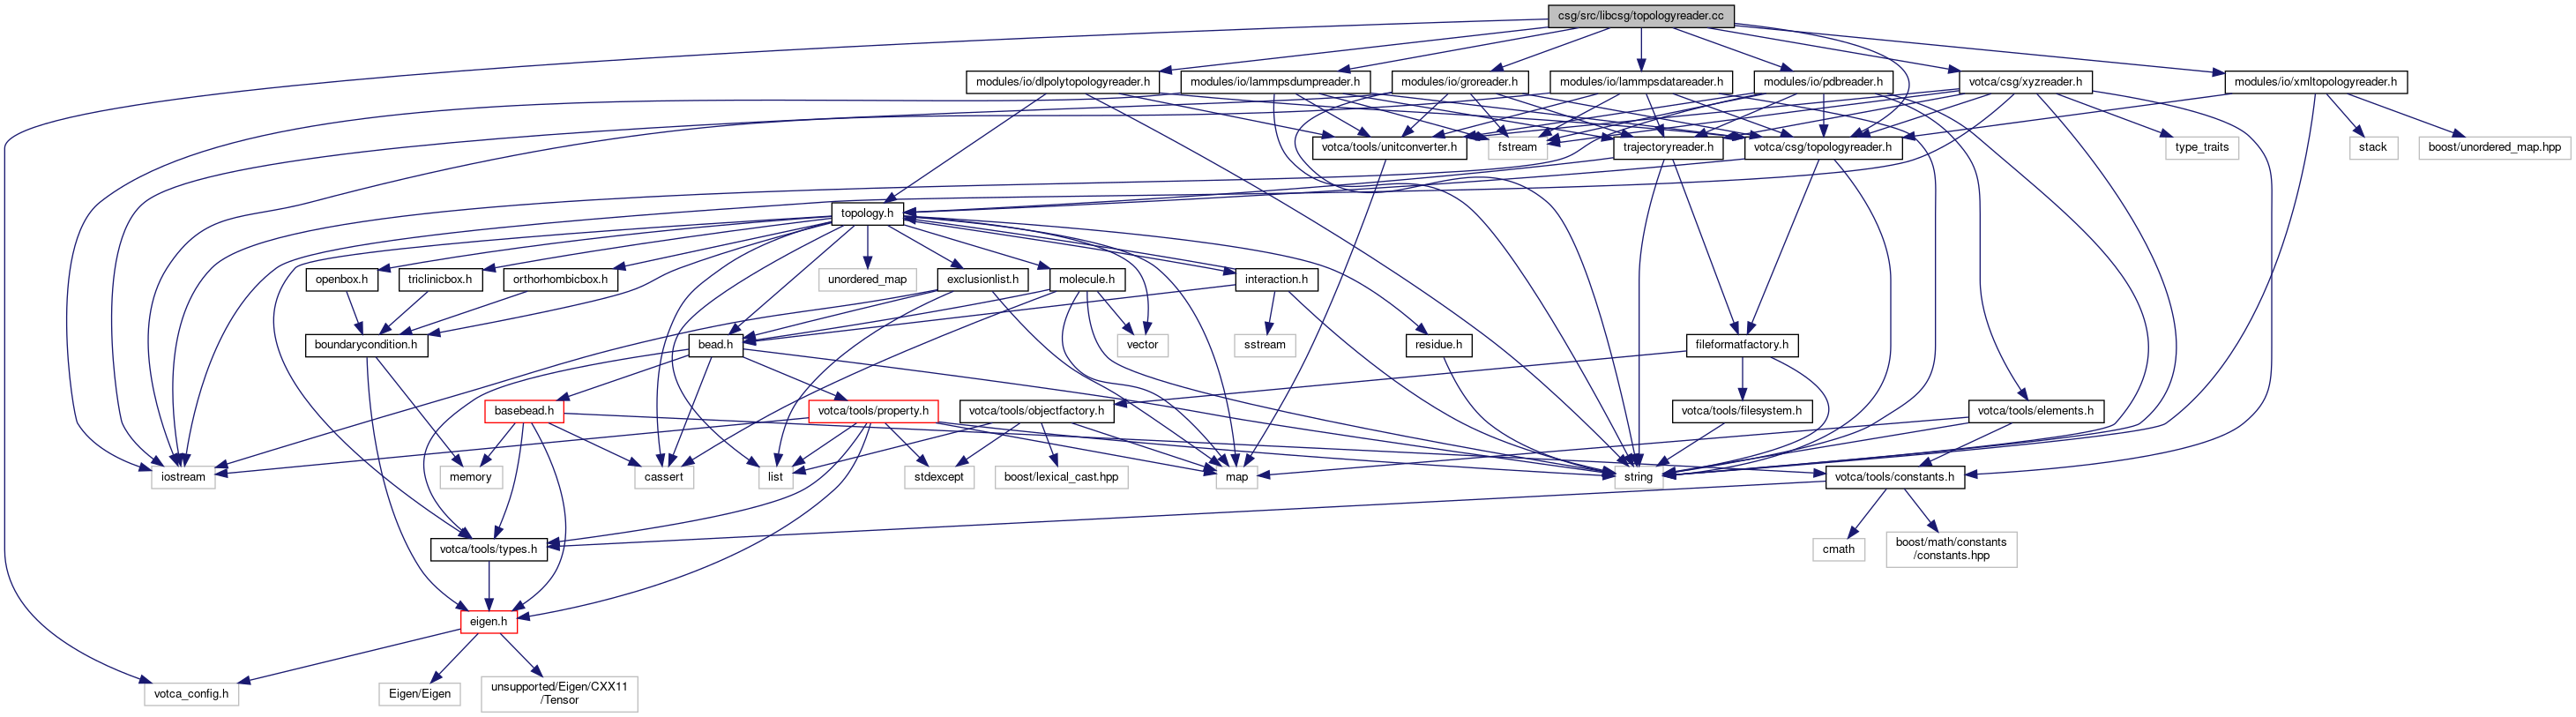 csg/src/libcsg/topologyreader.cc
modules/io/dlpolytopologyreader.h
modules/io/lammpsdumpreader.h
modules/io/groreader.h
modules/io/lammpsdatareader.h
modules/io/pdbreader.h
votca/csg/xyzreader.h
modules/io/xmltopologyreader.h
votca/tools/unitconverter.h
fstream
trajectoryreader.h
votca/csg/topologyreader.h
type_traits
stack
boost/unordered_map.hpp
topology.h
openbox.h
triclinicbox.h
orthorhombicbox.h
unordered_map
exclusionlist.h
molecule.h
interaction.h
boundarycondition.h
bead.h
vector
sstream
residue.h
fileformatfactory.h
basebead.h
votca/tools/property.h
votca/tools/objectfactory.h
votca/tools/filesystem.h
votca/tools/elements.h
iostream
memory
cassert
list
stdexcept
boost/lexical_cast.hpp
map
string
votca/tools/constants.h
votca/tools/types.h
cmath
boost/math/constants
/constants.hpp
eigen.h
votca_config.h
Eigen/Eigen
unsupported/Eigen/CXX11
/Tensor